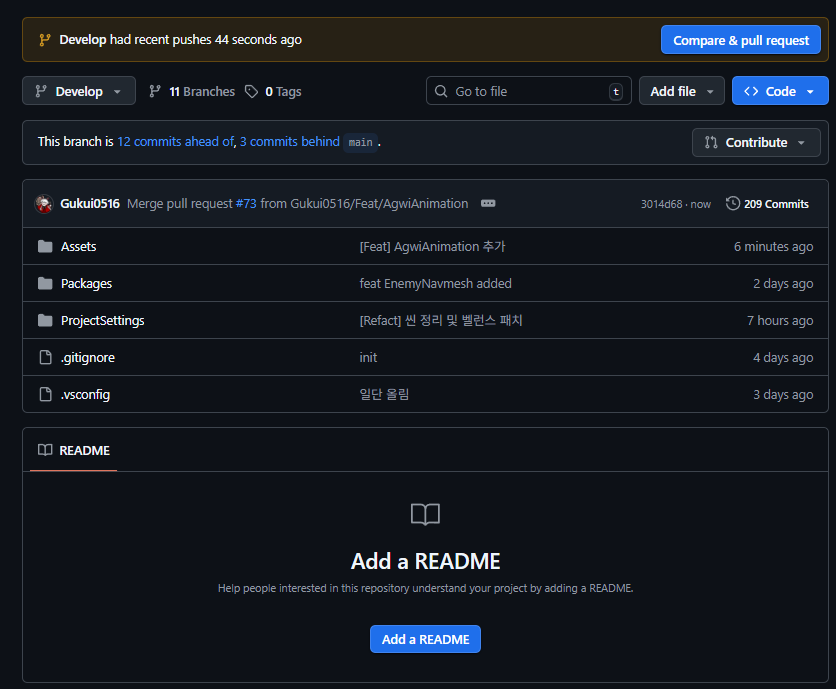 Develop had recent pushes 44 seconds ago Compare & pull request
Develop 11 Branches 0 Tags Go to file t Add file Code
This branch is 12 commits ahead of, 3 commits behind main . Contribute
Gukui0516 Merge pull request #73 from Gukui0516/Feat/AgwiAnimation 3014d68 · now 209 Commits
Assets [Feat] AgwiAnimation 추가 6 minutes ago
Packages feat EnemyNavmesh added 2 days ago
ProjectSettings [Refact] 씬 정리 및 벨런스 패치 7 hours ago
.gitignore init 4 days ago
.vsconfig 일단 올림 3 days ago
README
Add a README
Help people interested in this repository understand your project by adding a README.
Add a README